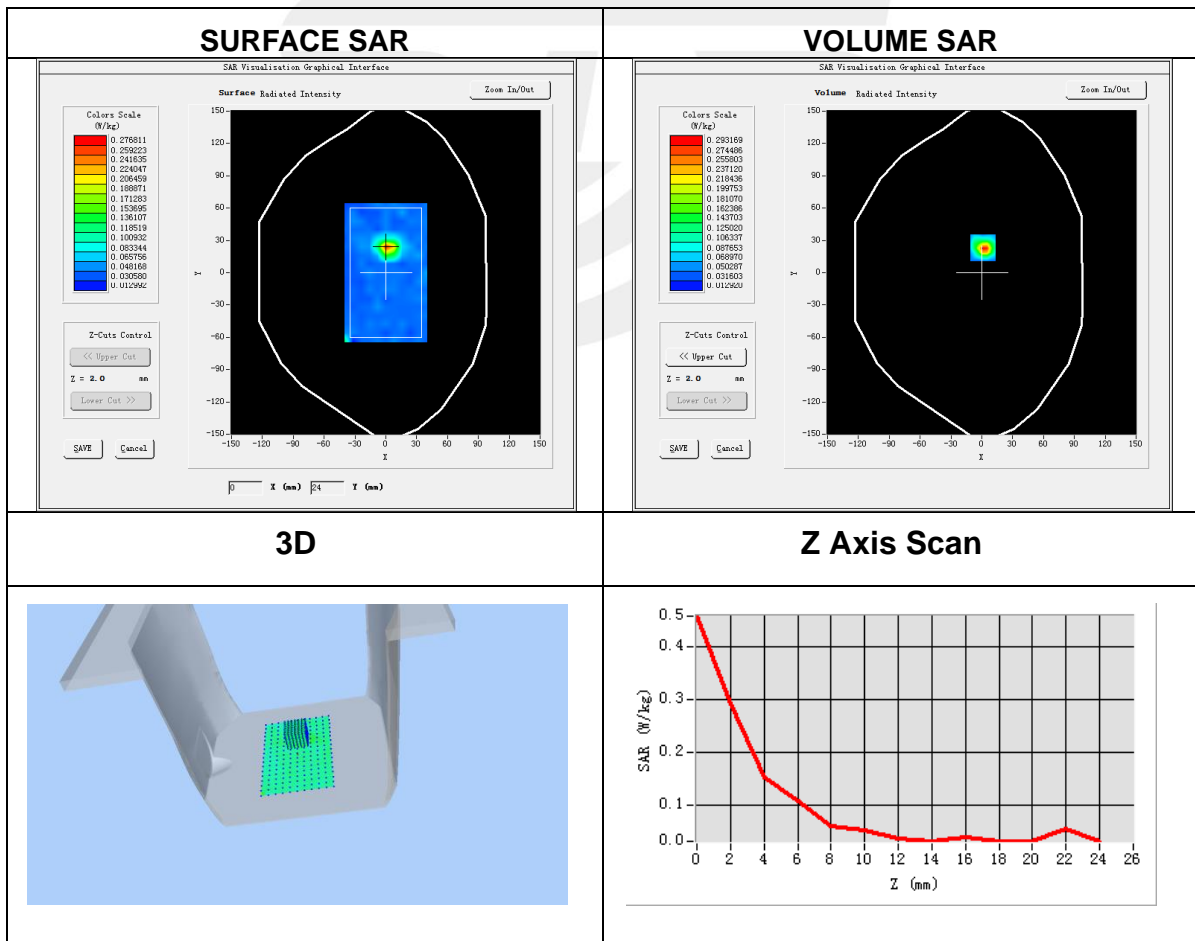 SURFACE SAR
VOLUME SAR
SAR Visualisation Graphical Interface
Surface Radiated Intensity
Zoom In/Out
Colors Scale
(W/kg)
0.276811
0.259223
0.241635
0.224047
0.206459
0.188871
0.171283
0.153695
0.136107
0.118519
0.100932
0.083344
0.065756
0.048168
0.030580
0.012992
Z-Cuts Control
<< Upper Cut
Z = 2.0 mm
Lower Cut >>
SAVE
Cancel
150
120
90
60
30
0
-30
-60
-90
-120
-150
Y
-150 -120 -90 -60 -30 0 30 60 90 120 150
X
0 X (mm) 24 Y (mm)
SAR Visualisation Graphical Interface
Volume Radiated Intensity
Zoom In/Out
Colors Scale
(W/kg)
0.293169
0.274486
0.255803
0.237120
0.218436
0.199753
0.181070
0.162386
0.143703
0.125020
0.106337
0.087653
0.068970
0.050287
0.031603
0.012920
Z-Cuts Control
<< Upper Cut
Z = 2.0 mm
Lower Cut >>
SAVE
Cancel
150
120
90
60
30
0
-30
-60
-90
-120
-150
Y
-150 -120 -90 -60 -30 0 30 60 90 120 150
X
3D
Z Axis Scan
0.5
0.4
0.3
0.2
0.1
0.0
SAR (W/kg)
0 2 4 6 8 10 12 14 16 18 20 22 24 26
Z (mm)